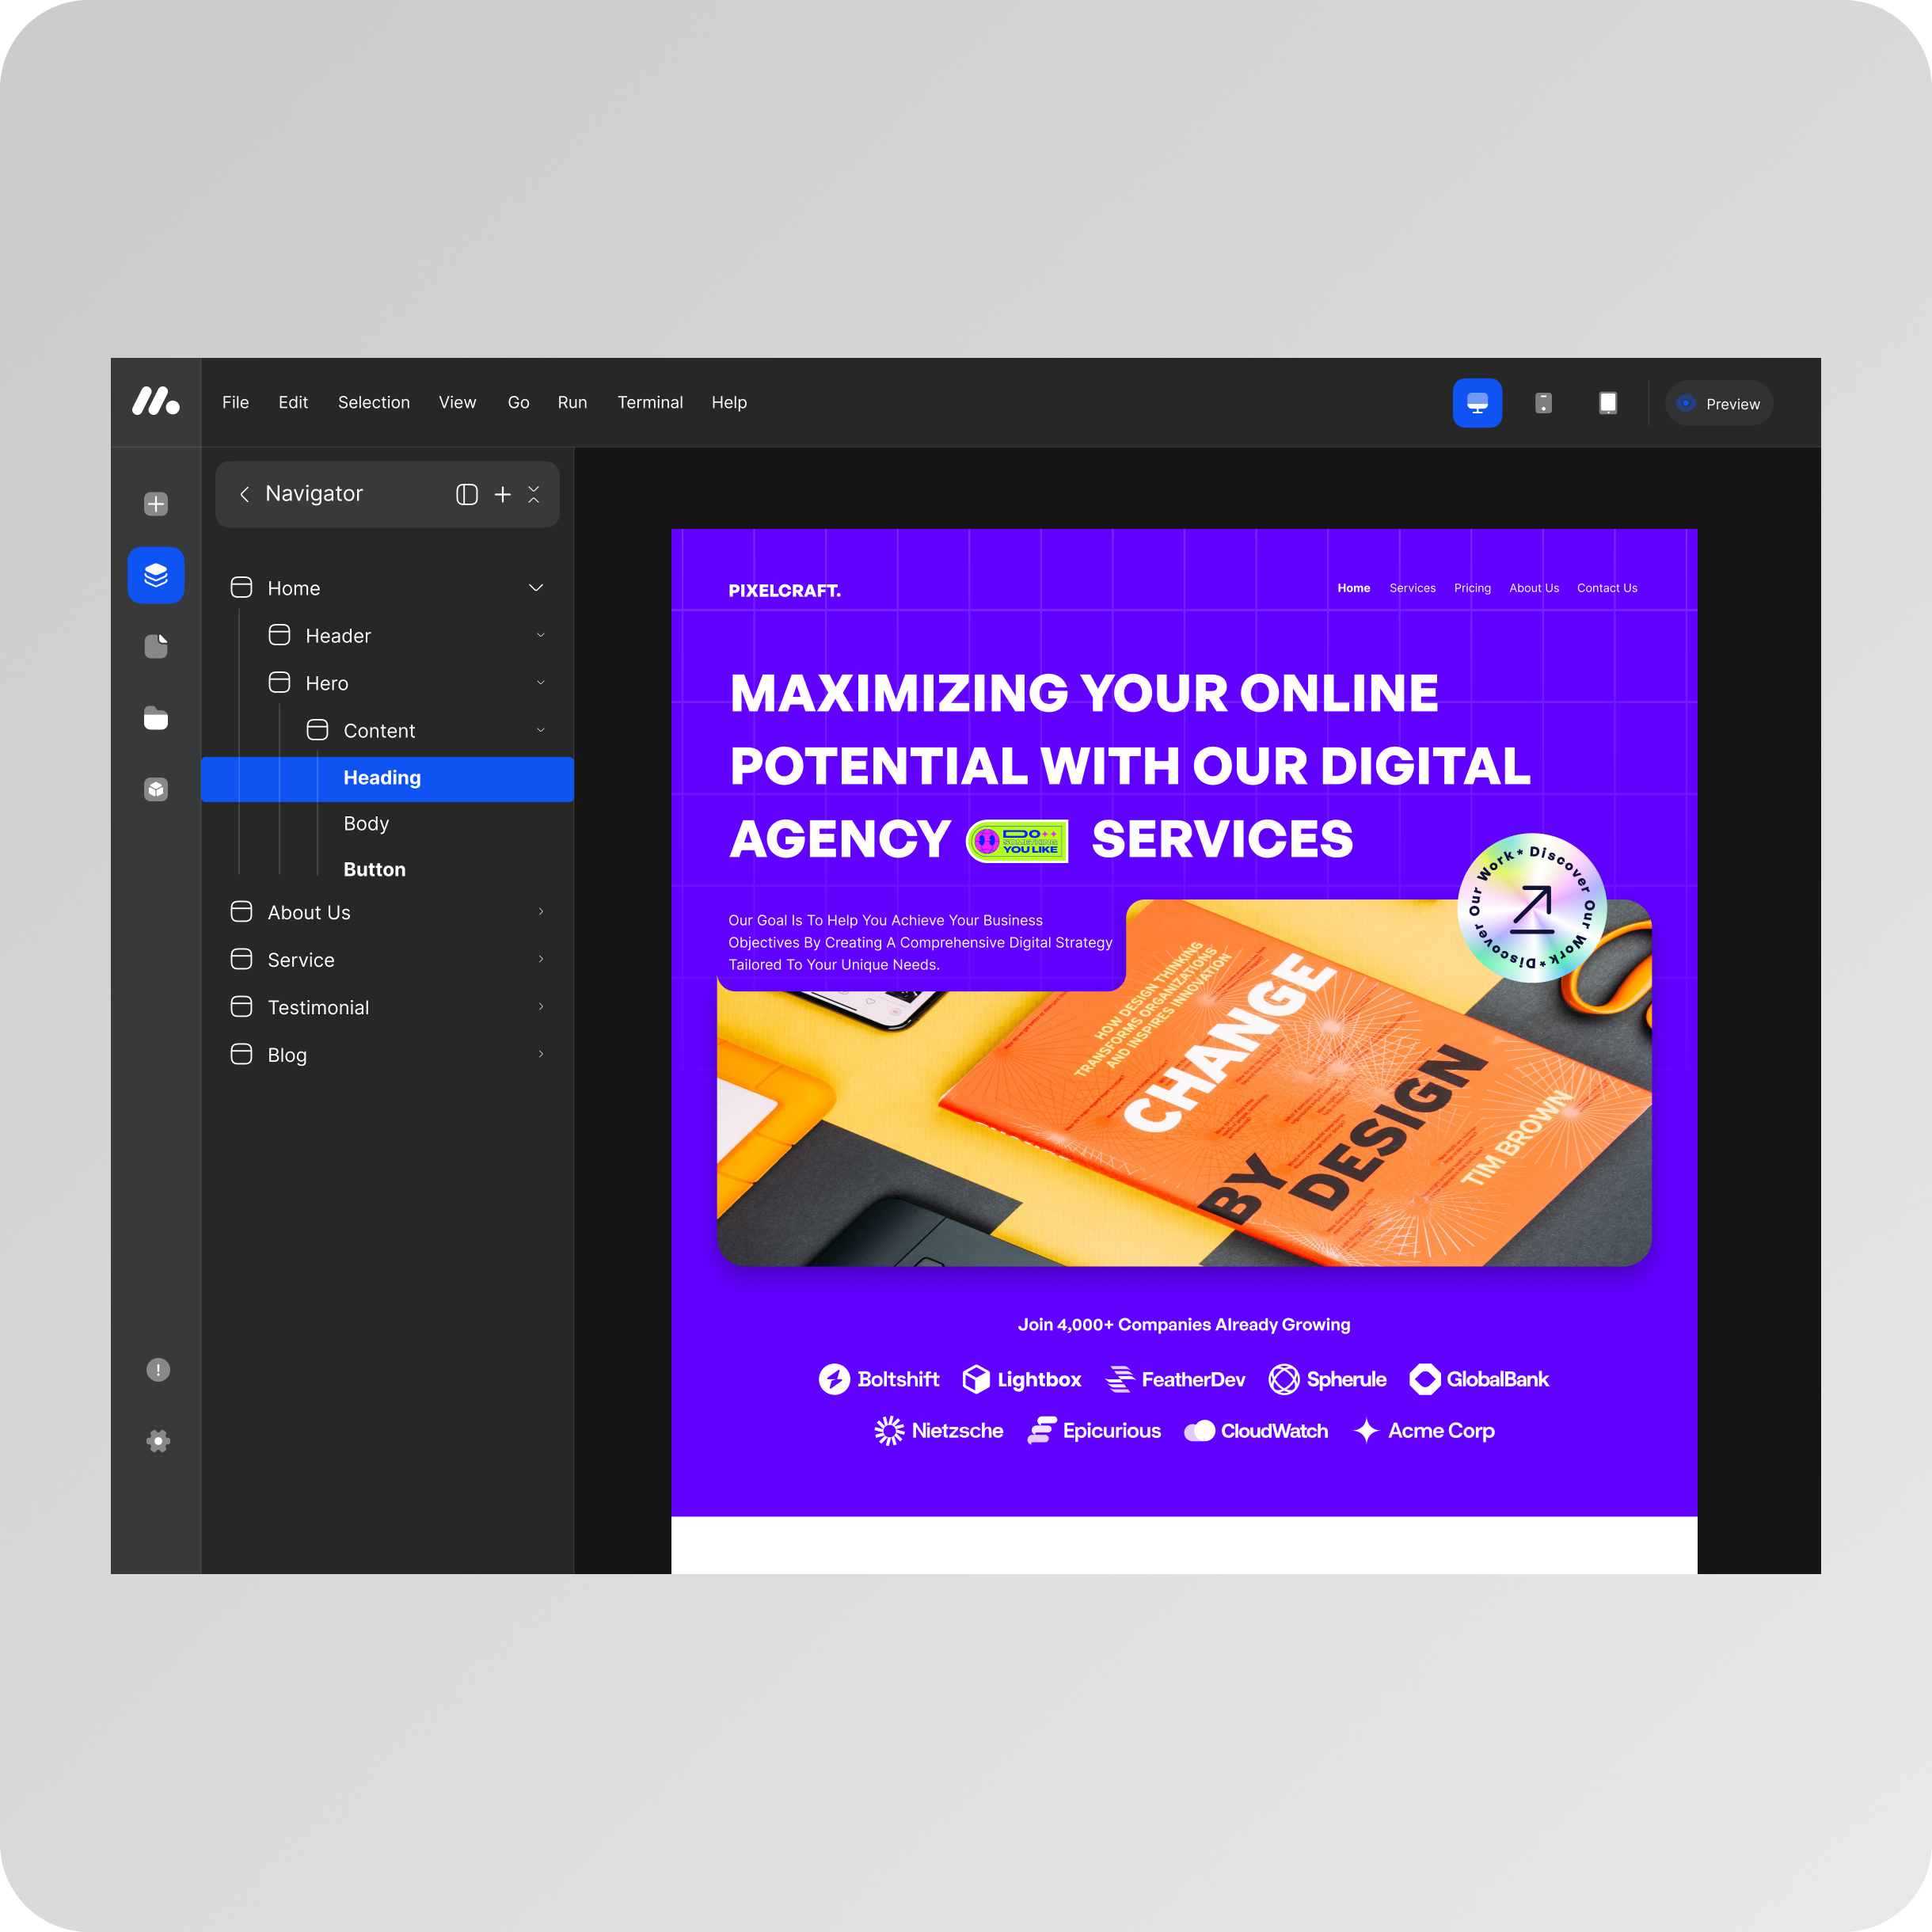 File Edit Selection View Go Run Terminal Help
Preview
Navigator
Home
Header
Hero
Content
Heading
Body
Button
About Us
Service
Testimonial
Blog
PIXELCRAFT.
Home Services Pricing About Us Contact Us
MAXIMIZING YOUR ONLINE
POTENTIAL WITH OUR DIGITAL
AGENCY SERVICES
DO
SOMETHING
YOU LIKE
Discover Our Work * Discover Our Work *
Our Goal Is To Help You Achieve Your Business
Objectives By Creating A Comprehensive Digital Strategy
Tailored To Your Unique Needs.
HOW DESIGN THINKING
TRANSFORMS ORGANIZATIONS
AND INSPIRES INNOVATION
CHANGE
BY
DESIGN
TIM BROWN
Join 4,000+ Companies Already Growing
Boltshift Lightbox FeatherDev Spherule GlobalBank
Nietzsche Epicurious CloudWatch Acme Corp